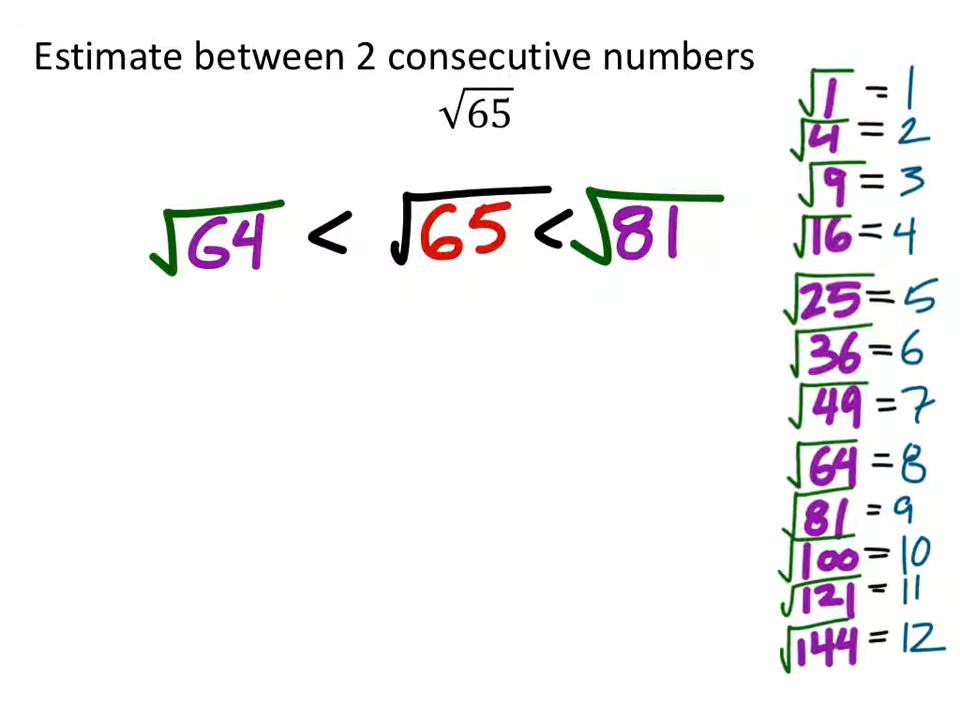 Estimate between 2 consecutive numbers
√65
√64 < √65 < √81
√1 = 1
√4 = 2
√9 = 3
√16 = 4
√25 = 5
√36 = 6
√49 = 7
√64 = 8
√81 = 9
√100 = 10
√121 = 11
√144 = 12